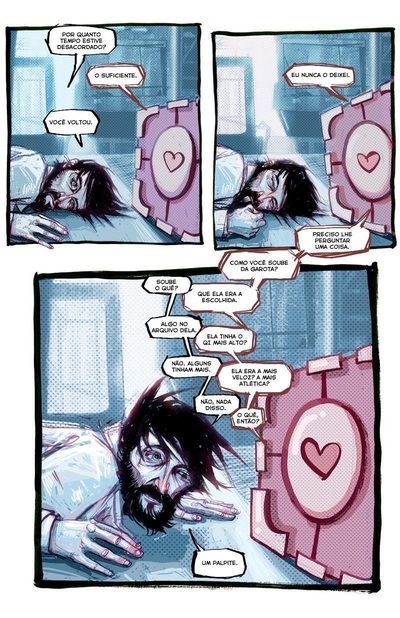 POR QUANTO
TEMPO ESTIVE
DESACORDADO?
O SUFICIENTE.
VOCÊ VOLTOU.
EU NUNCA O DEIXEI.
PRECISO LHE
PERGUNTAR
UMA COISA.
COMO VOCÊ SOUBE
DA GAROTA?
SOUBE
O QUÊ?
QUE ELA ERA A
ESCOLHIDA.
ALGO NO
ARQUIVO DELA.
ELA TINHA O
QI MAIS ALTO?
NÃO. ALGUNS
TINHAM MAIS.
ELA ERA A MAIS
VELOZ? A MAIS
ATLÉTICA?
NÃO, NADA
DISSO.
O QUÊ,
ENTÃO?
UM PALPITE.